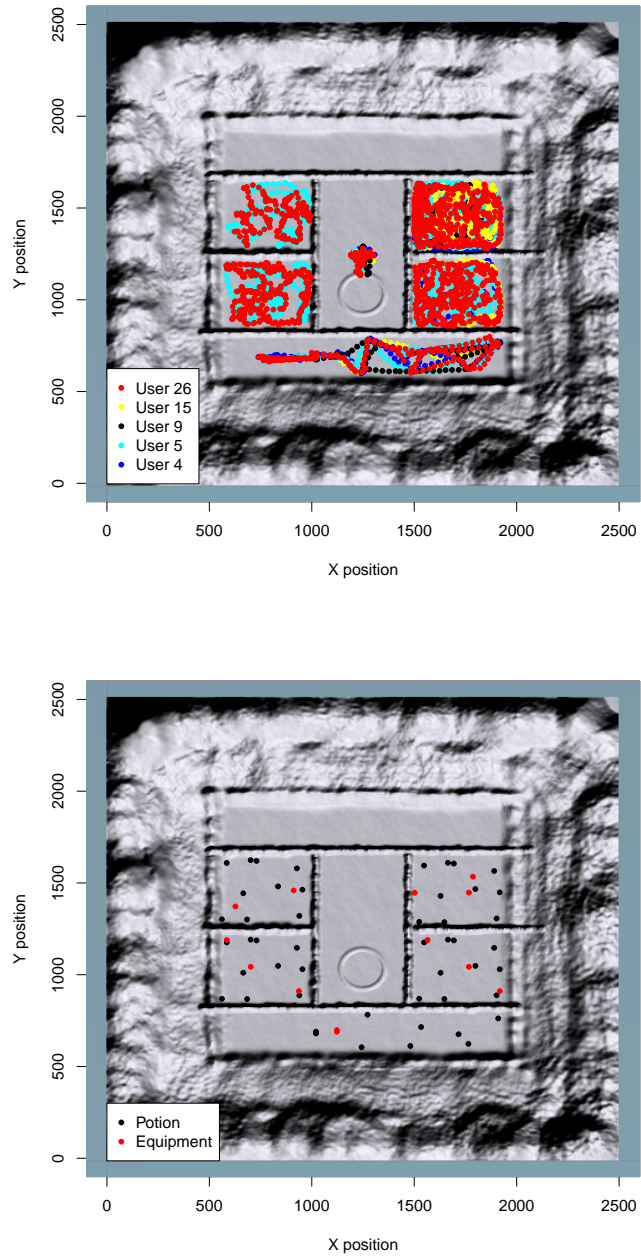 2500
2000
1500
1000
500
0
Y position
User 26
User 15
User 9
User 5
User 4
0 500 1000 1500 2000 2500
X position
2500
2000
1500
1000
500
0
Y position
Potion
Equipment
0 500 1000 1500 2000 2500
X position